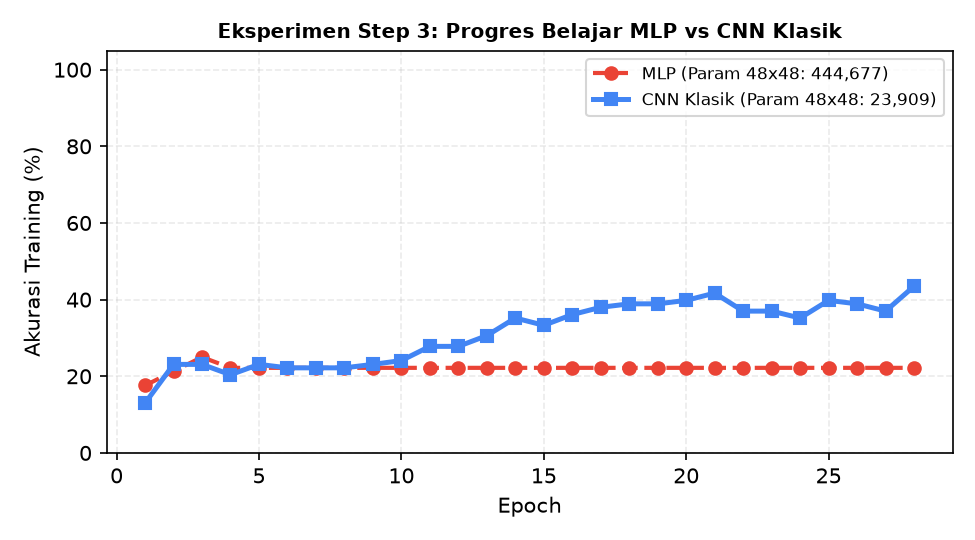 Eksperimen Step 3: Progres Belajar MLP vs CNN Klasik
MLP (Param 48x48: 444,677)
CNN Klasik (Param 48x48: 23,909)
Akurasi Training (%)
100
80
60
40
20
0
0 5 10 15 20 25
Epoch